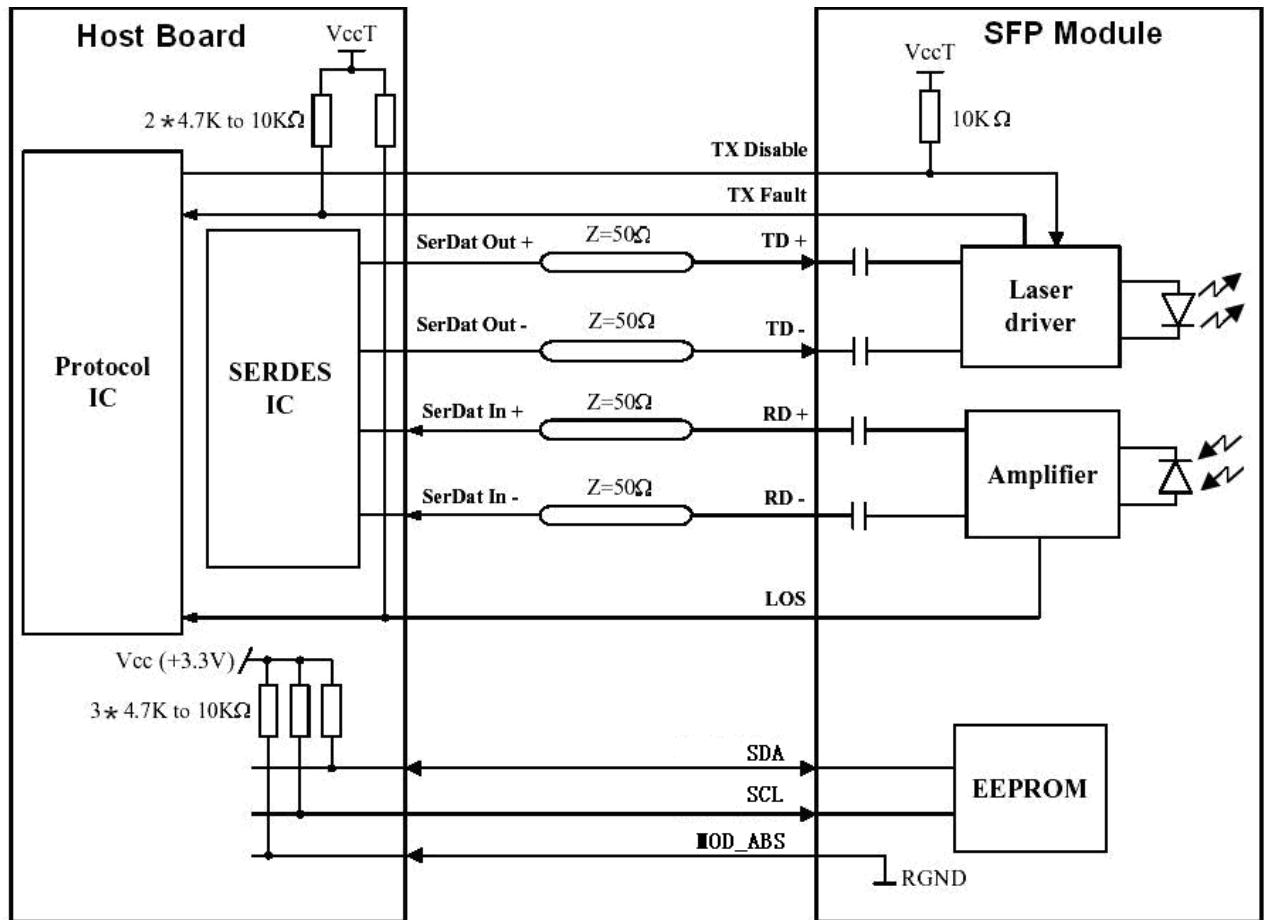 Host Board
SFP Module
VccT
VccT
2*4.7K to 10KΩ
10KΩ
TX Disable
TX Fault
SerDat Out +
Z=50Ω
TD +
SerDat Out -
Z=50Ω
TD -
Laser
driver
Protocol
IC
SERDES
IC
SerDat In +
Z=50Ω
RD +
SerDat In -
Z=50Ω
RD -
Amplifier
LOS
Vcc (+3.3V)
3*4.7K to 10KΩ
SDA
SCL
MOD_ABS
EEPROM
RGND